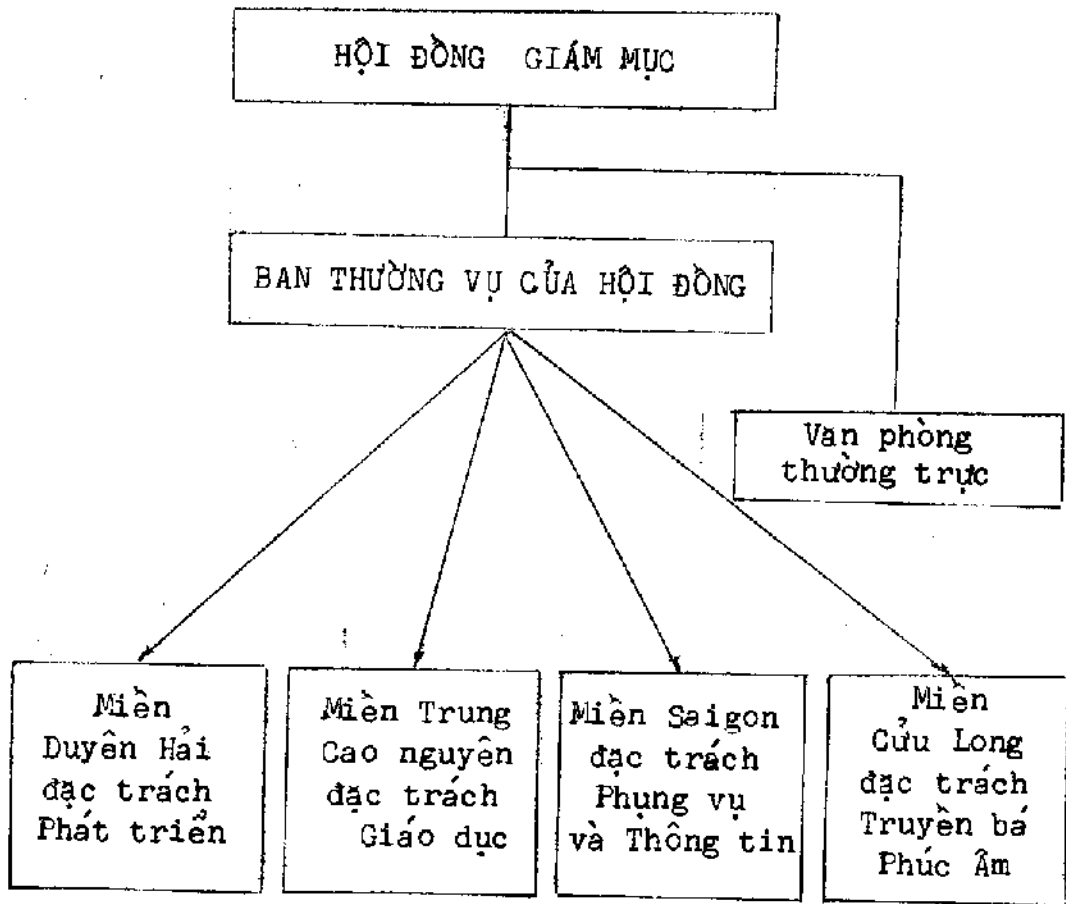 HỘI ĐỒNG GIÁM MỤC
BAN THƯỜNG VỤ CỦA HỘI ĐỒNG
Văn phòng
thường trực
Miền
Duyên Hải
đặc trách
Phát triển
Miền Trung
Cao nguyên
đặc trách
Giáo dục
Miền Saigon
đặc trách
Phụng vụ
và Thông tin
Miền
Cửu Long
đặc trách
Truyền bá
Phúc Âm